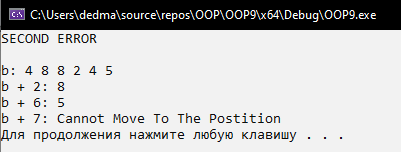 C:\Users\dedma\source\repos\OOP\OOP9\x64\Debug\OOP9.exe
SECOND ERROR
b: 4 8 8 2 4 5
b + 2: 8
b + 6: 5
b + 7: Cannot Move To The Postition
Для продолжения нажмите любую клавишу . . .